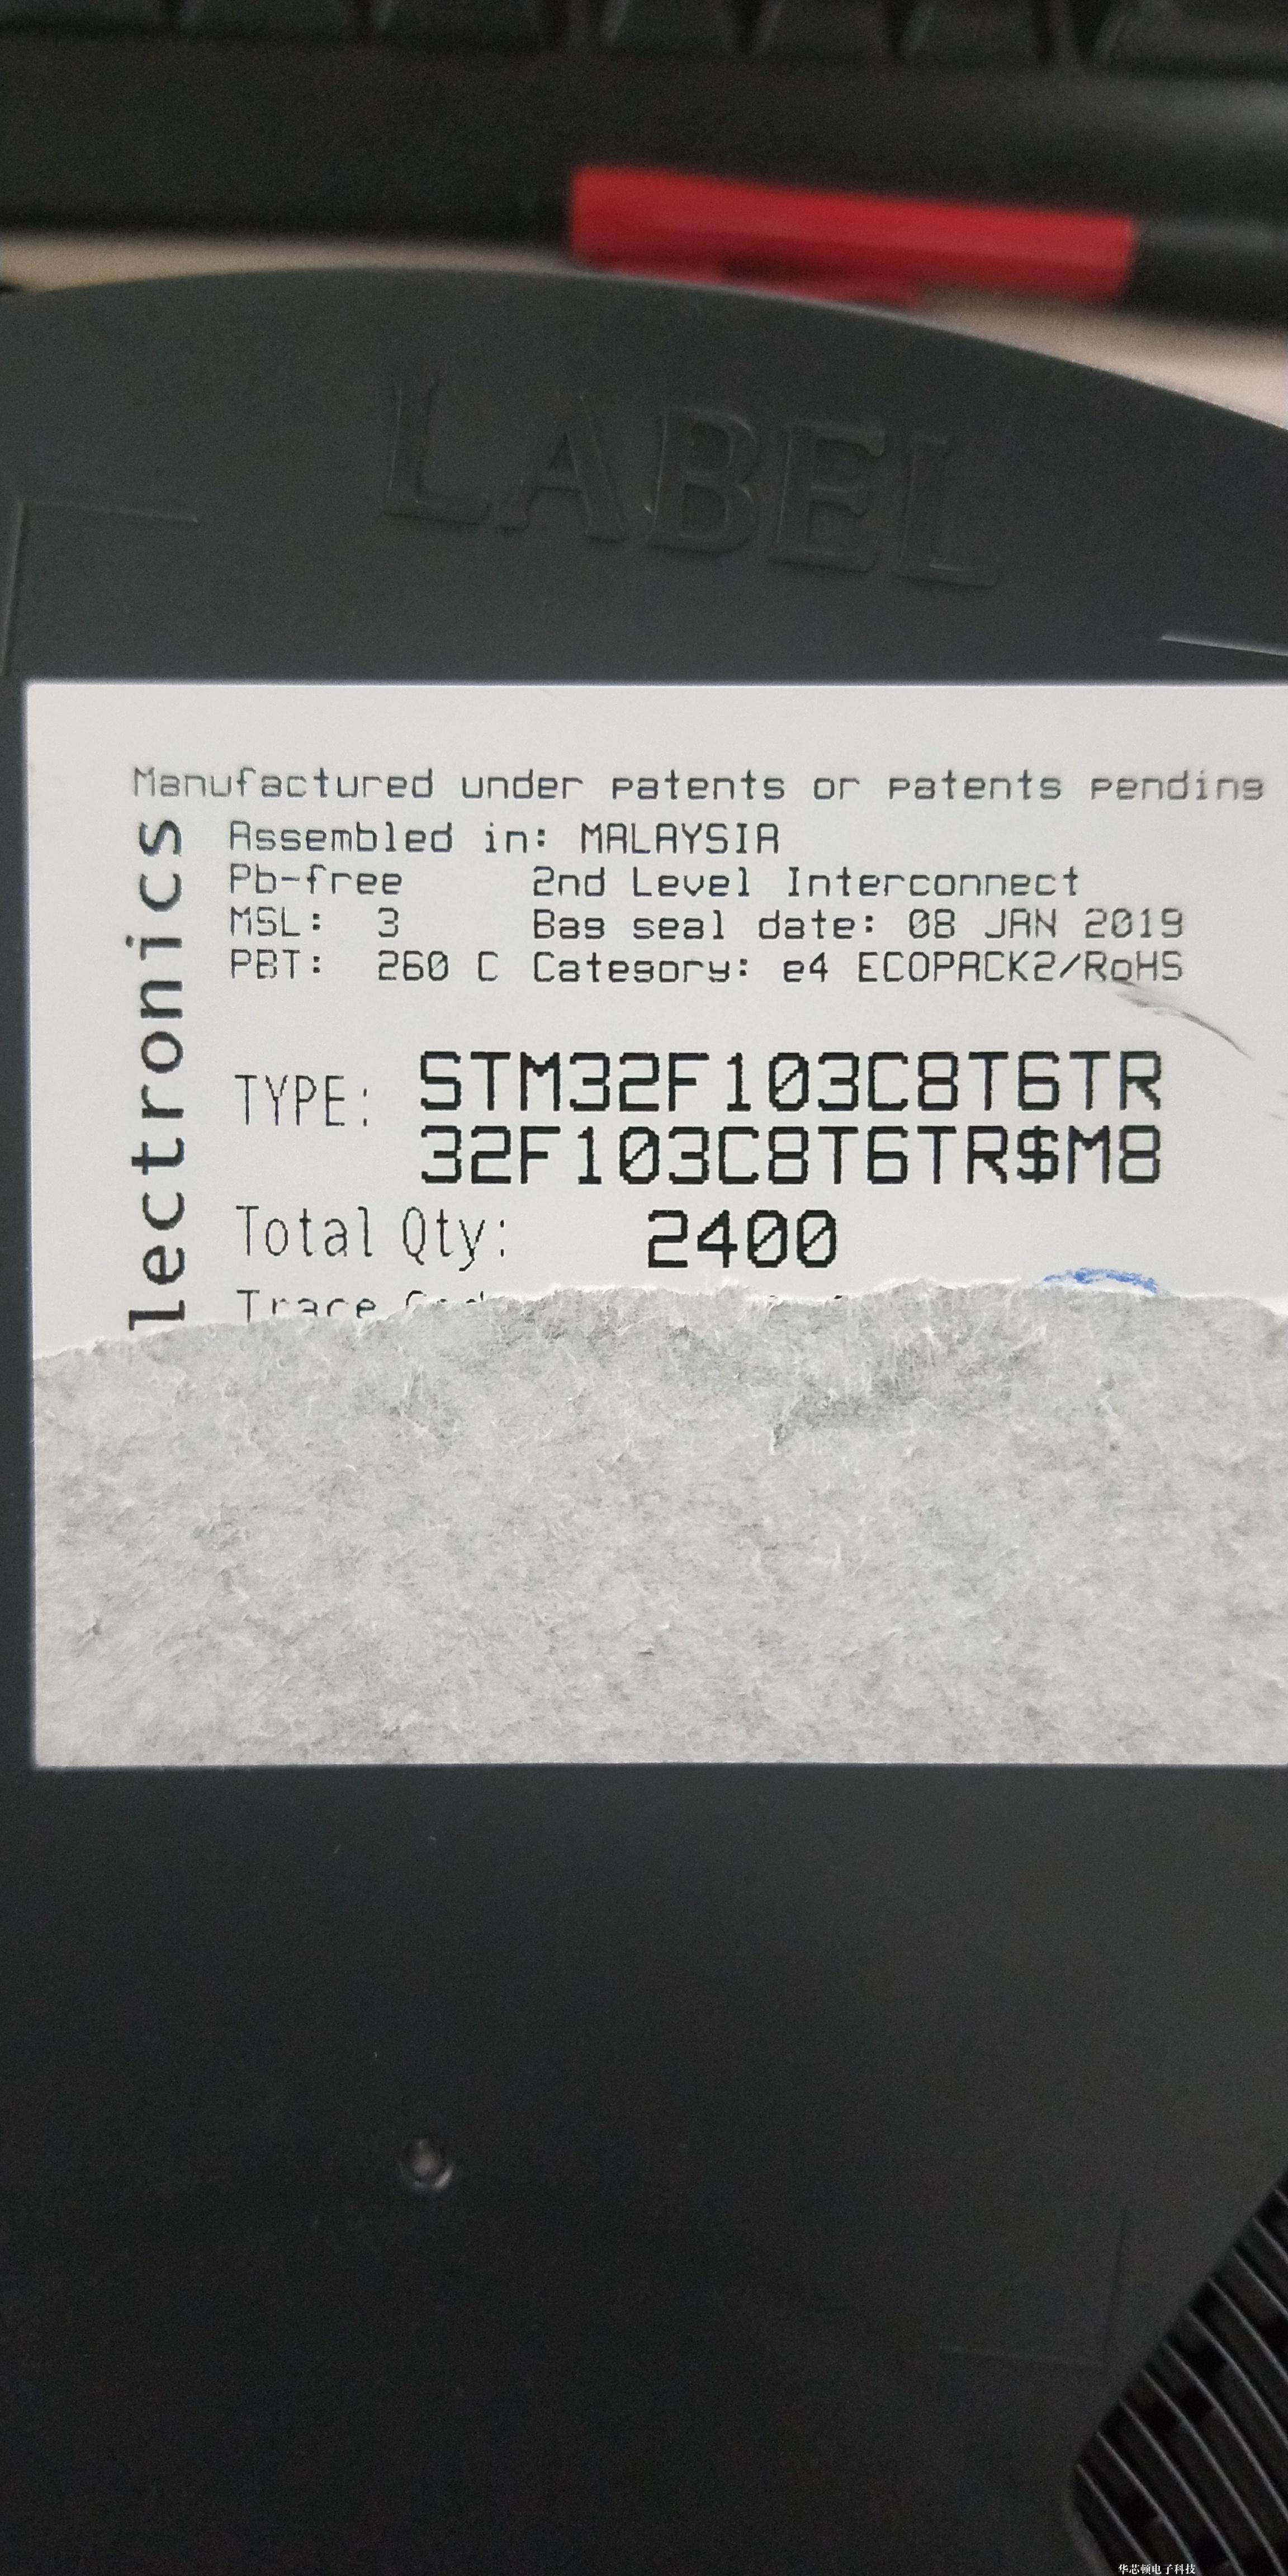 LABEL
Manufactured under patents or patents pending
lectronics
Assembled in: MALAYSIA
Pb-free 2nd Level Interconnect
MSL: 3 Bag seal date: 08 JAN 2019
PBT: 260 C Category: e4 ECOPACK2/RoHS
TYPE: STM32F103C8T6TR
32F103C8T6TR$M8
Total Qty: 2400
Trace
华芯顿电子科技